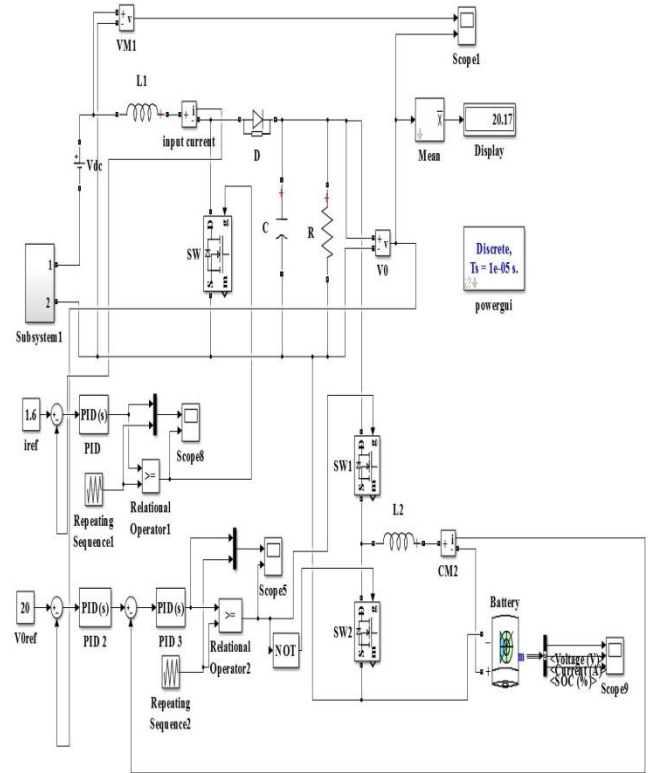 VM1
Scope1
L1
input current
D
Mean
20.17
Display
Vdc
SW
C
R
V0
Discrete,
Ts = 1e-05 s.
powergui
1
2
Subsystem1
1.6
iref
PID(s)
PID
Scope8
>=
Relational
Operator1
Repeating
Sequence1
SW1
L2
CM2
Scope5
20
V0ref
PID(s)
PID 2
PID(s)
PID 3
>=
Relational
Operator2
NOT
SW2
Repeating
Sequence2
Battery
m
<Voltage (V)
<Current (A)
<SOC (%)>
Scope9